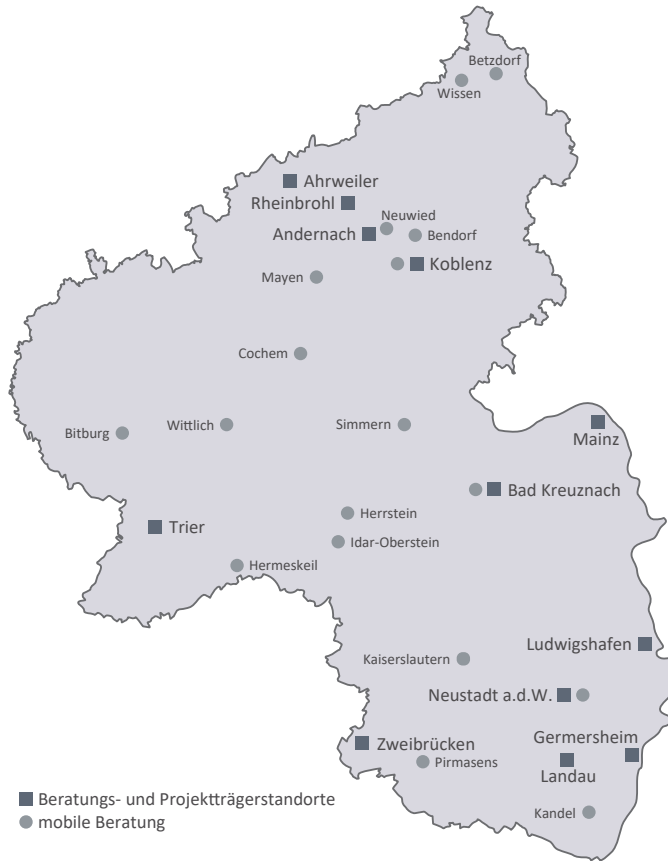 Betzdorf
Wissen
Ahrweiler
Rheinbrohl
Neuwied
Andernach
Bendorf
Koblenz
Mayen
Cochem
Bitburg
Wittlich
Simmern
Mainz
Bad Kreuznach
Herrstein
Trier
Idar-Oberstein
Hermeskeil
Ludwigshafen
Kaiserslautern
Neustadt a.d.W.
Germersheim
Zweibrücken
Pirmasens
Landau
Kandel
Beratungs- und Projektträgerstandorte
mobile Beratung